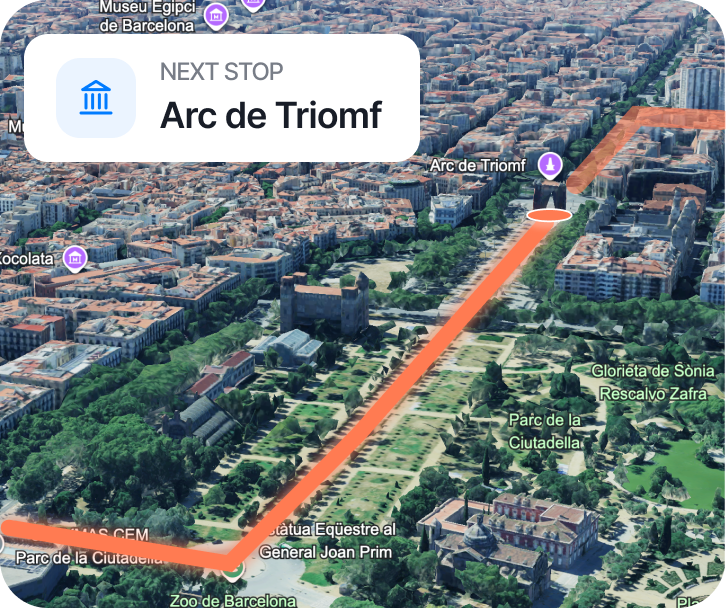 Museu Egipci
de Barcelona
NEXT STOP
Arc de Triomf
Arc de Triomf
Xocolata
Glorieta de Sònia
Rescalvo Zafra
Parc de la
Ciutadella
CEM
Parc de la Ciutadella
Estàtua Eqüestre al
General Joan Prim
Zoo de Barcelona